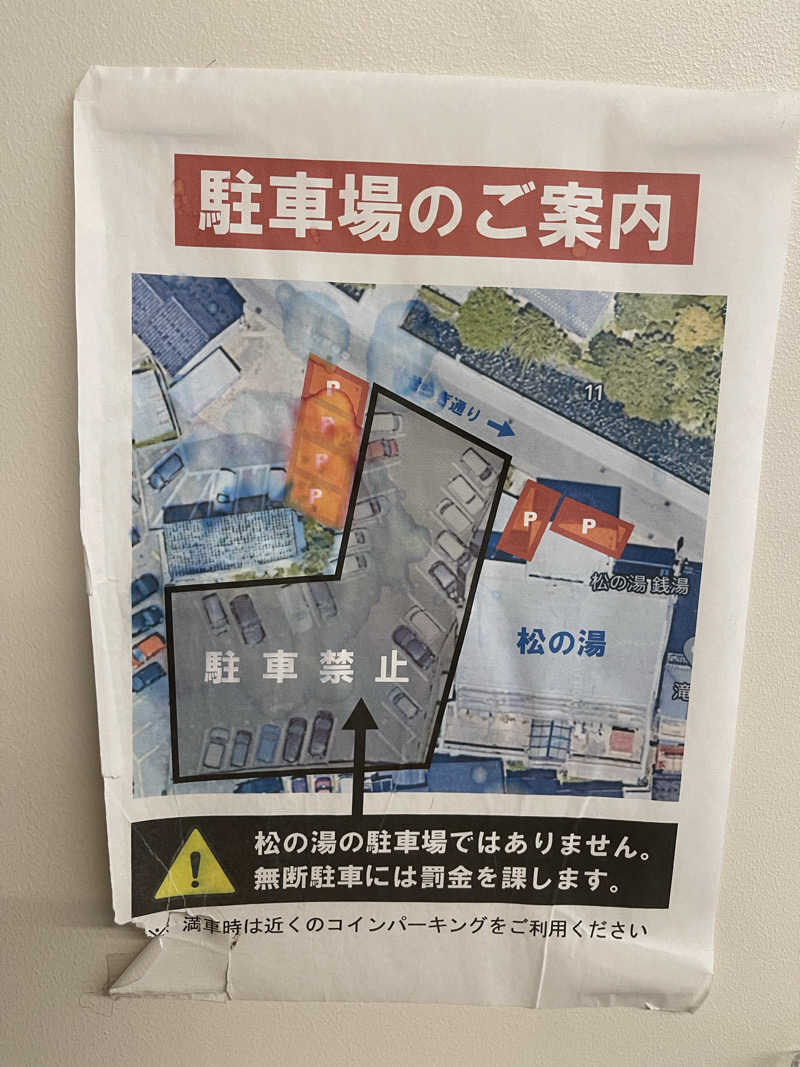 駐車場のご案内
P
P
P
P
ぎ通り
11
P
P
松の湯 銭湯
松の湯
滝
駐車禁止
松の湯の駐車場ではありません。
無断駐車には罰金を課します。
※ 満車時は近くのコインパーキングをご利用ください